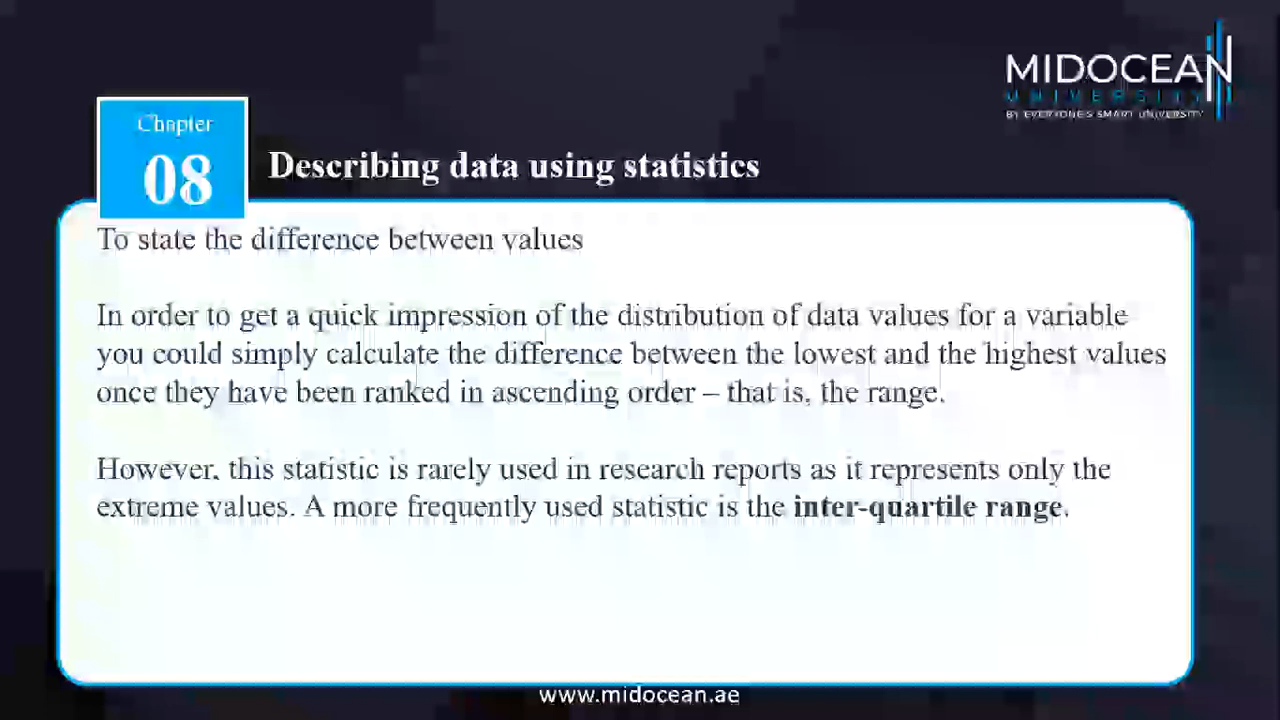 MIDOCEAN
UNIVERSITY
BY EVERYONE'S SMART UNIVERSITY
Chapter
08
Describing data using statistics
To state the difference between values
In order to get a quick impression of the distribution of data values for a variable
you could simply calculate the difference between the lowest and the highest values
once they have been ranked in ascending order – that is, the range.
However, this statistic is rarely used in research reports as it represents only the
extreme values. A more frequently used statistic is the inter-quartile range.
www.midocean.ae